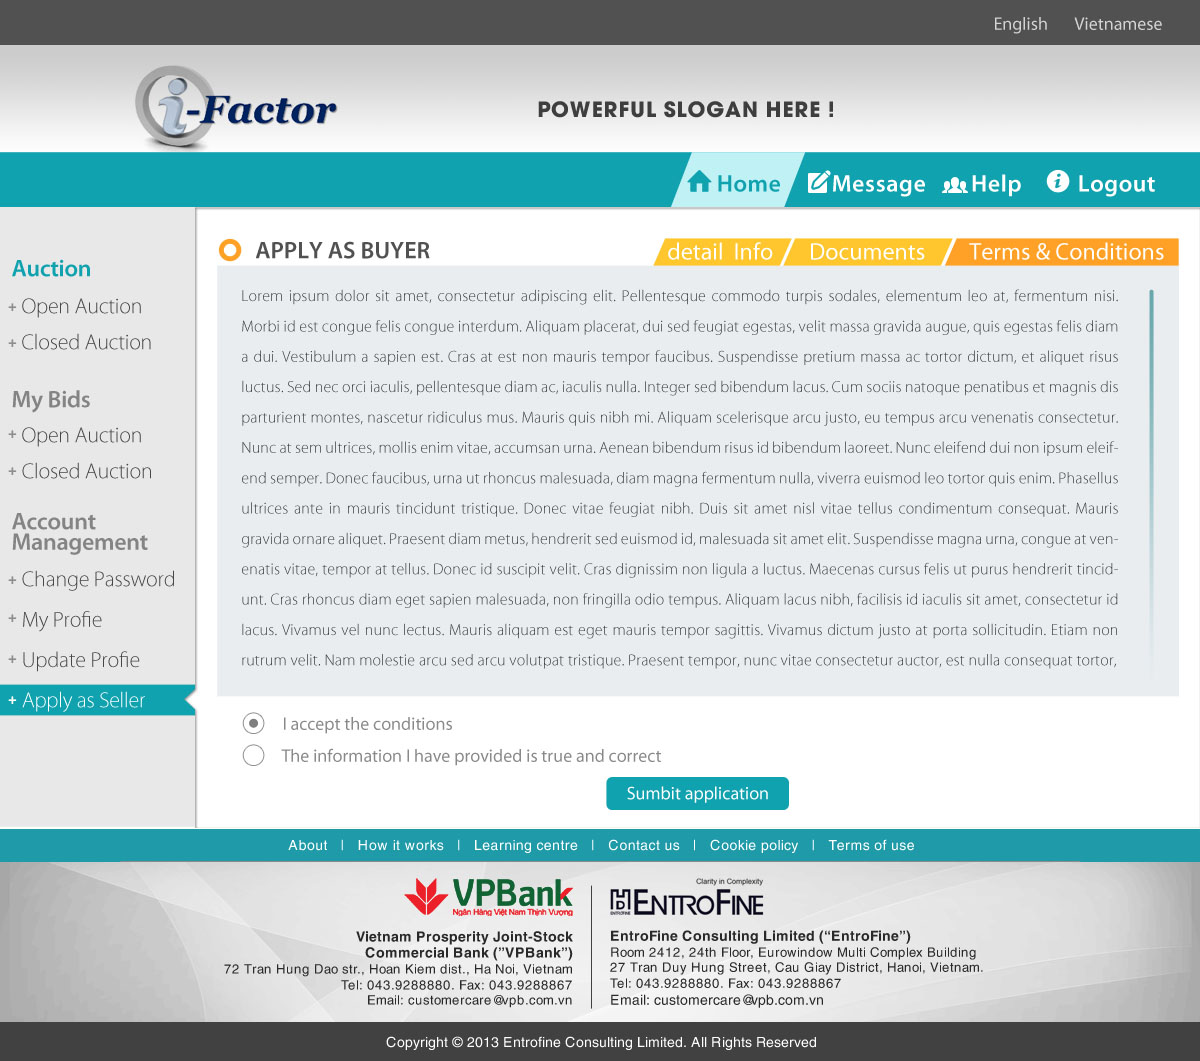 English Vietnamese
i-Factor
POWERFUL SLOGAN HERE !
Home Message Help Logout
Auction
+ Open Auction
+ Closed Auction
My Bids
+ Open Auction
+ Closed Auction
Account
Management
+ Change Password
+ My Profie
+ Update Profie
+ Apply as Seller
APPLY AS BUYER
detail Info Documents Terms & Conditions
Lorem ipsum dolor sit amet, consectetur adipiscing elit. Pellentesque commodo turpis sodales, elementum leo at, fermentum nisi.
Morbi id est congue felis congue interdum. Aliquam placerat, dui sed feugiat egestas, velit massa gravida augue, quis egestas felis diam
a dui. Vestibulum a sapien est. Cras at est non mauris tempor faucibus. Suspendisse pretium massa ac tortor dictum, et aliquet risus
luctus. Sed nec orci iaculis, pellentesque diam ac, iaculis nulla. Integer sed bibendum lacus. Cum sociis natoque penatibus et magnis dis
parturient montes, nascetur ridiculus mus. Mauris quis nibh mi. Aliquam scelerisque arcu justo, eu tempus arcu venenatis consectetur.
Nunc at sem ultrices, mollis enim vitae, accumsan urna. Aenean bibendum risus id bibendum laoreet. Nunc eleifend dui non ipsum eleif-
end semper. Donec faucibus, urna ut rhoncus malesuada, diam magna fermentum nulla, viverra euismod leo tortor quis enim. Phasellus
ultrices ante in mauris tincidunt tristique. Donec vitae feugiat nibh. Duis sit amet nisl vitae tellus condimentum consequat. Mauris
gravida ornare aliquet. Praesent diam metus, hendrerit sed euismod id, malesuada sit amet elit. Suspendisse magna urna, congue at ven-
enatis vitae, tempor at tellus. Donec id suscipit velit. Cras dignissim non ligula a luctus. Maecenas cursus felis ut purus hendrerit tincid-
unt. Cras rhoncus diam eget sapien malesuada, non fringilla odio tempus. Aliquam lacus nibh, facilisis id iaculis sit amet, consectetur id
lacus. Vivamus vel nunc lectus. Mauris aliquam est eget mauris tempor sagittis. Vivamus dictum justo at porta sollicitudin. Etiam non
rutrum velit. Nam molestie arcu sed arcu volutpat tristique. Praesent tempor, nunc vitae consectetur auctor, est nulla consequat tortor,
I accept the conditions
The information I have provided is true and correct
Sumbit application
About | How it works | Learning centre | Contact us | Cookie policy | Terms of use
VPBank
Ngân Hàng Việt Nam Thịnh Vượng
Vietnam Prosperity Joint-Stock
Commercial Bank (”VPBank”)
72 Tran Hung Dao str., Hoan Kiem dist., Ha Noi, Vietnam
Tel: 043.9288880. Fax: 043.9288867
Email: customercare@vpb.com.vn
Clarity in Complexity
ENTROFINE
ENTROFINE
EntroFine Consulting Limited (“EntroFine”)
Room 2412, 24th Floor, Eurowindow Multi Complex Building
27 Tran Duy Hung Street, Cau Giay District, Hanoi, Vietnam.
Tel: 043.9288880. Fax: 043.9288867
Email: customercare@vpb.com.vn
Copyright © 2013 Entrofine Consulting Limited. All Rights Reserved